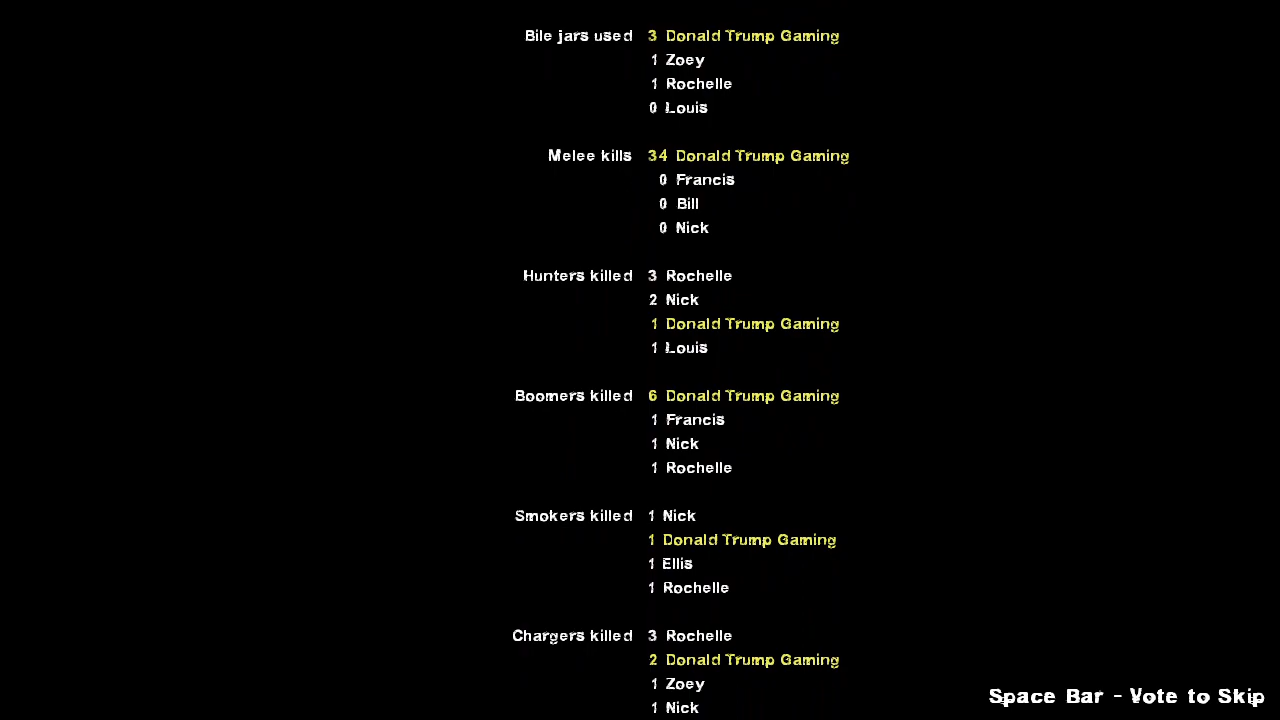 Bile jars used 3 Donald Trump Gaming
1 Zoey
1 Rochelle
0 Louis
Melee kills 34 Donald Trump Gaming
0 Francis
0 Bill
0 Nick
Hunters killed 3 Rochelle
2 Nick
1 Donald Trump Gaming
1 Louis
Boomers killed 6 Donald Trump Gaming
1 Francis
1 Nick
1 Rochelle
Smokers killed 1 Nick
1 Donald Trump Gaming
1 Ellis
1 Rochelle
Chargers killed 3 Rochelle
2 Donald Trump Gaming
1 Zoey
1 Nick
Space Bar - Vote to Skip